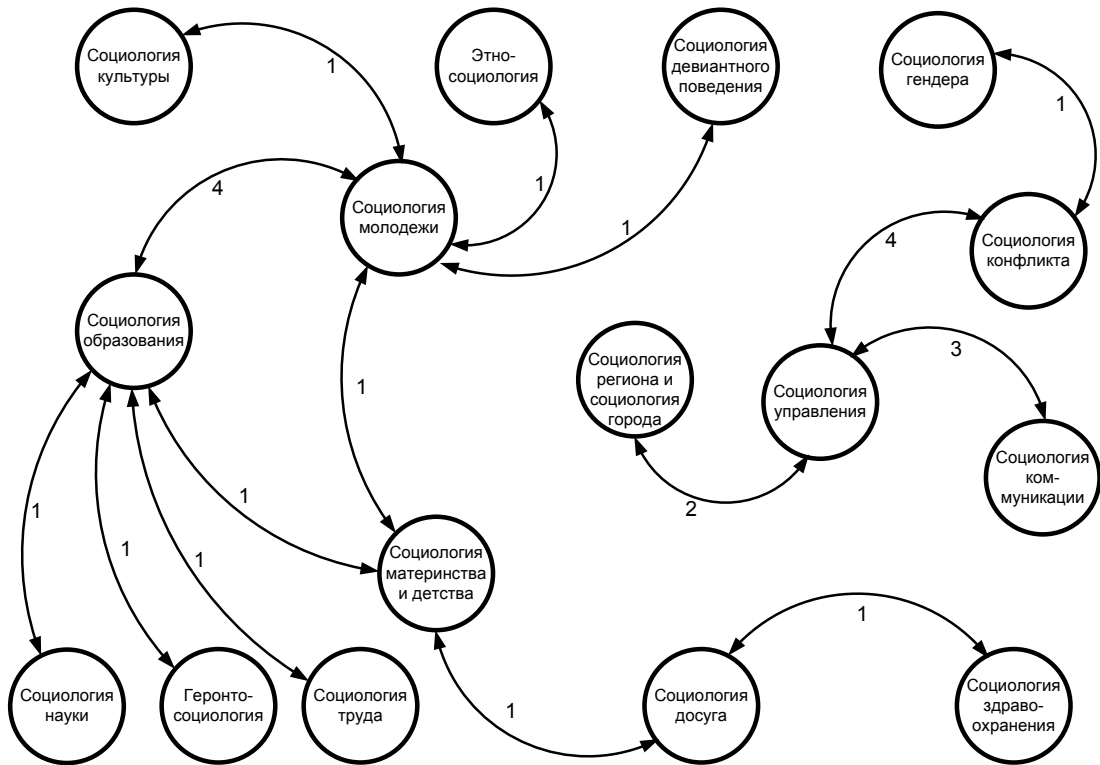 Социология
культуры
1
Этно-
социология
Социология
девиантного
поведения
Социология
гендера
1
4
Социология
молодежи
1
1
Социология
конфликта
4
Социология
образования
Социология
региона и
социология
города
Социология
управления
3
1
Социология
ком-
муникации
2
1
1
1
1
Социология
материнства
и детства
1
Социология
науки
Геронто-
социология
Социология
труда
1
Социология
досуга
Социология
здраво-
охранения